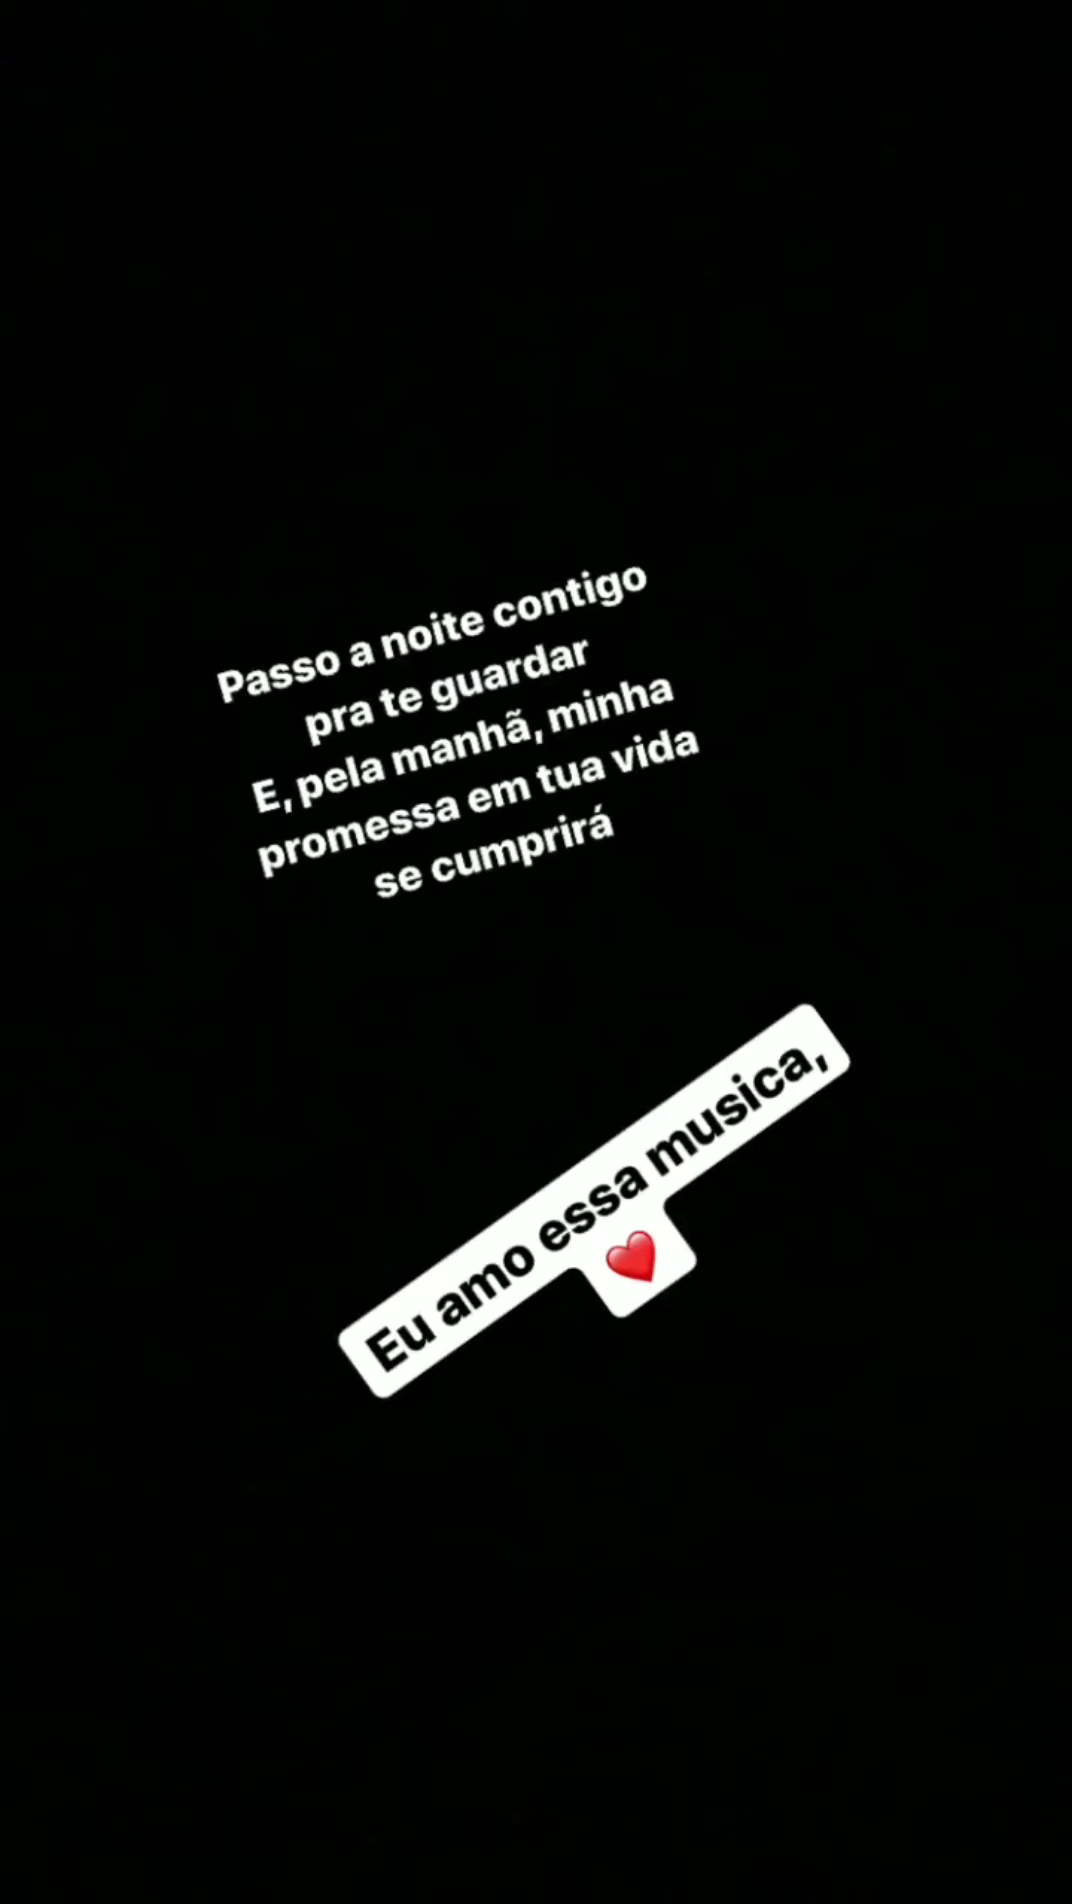 Passo a noite contigo
pra te guardar
E, pela manhã, minha
promessa em tua vida
se cumprirá
Eu amo essa musica,
❤️